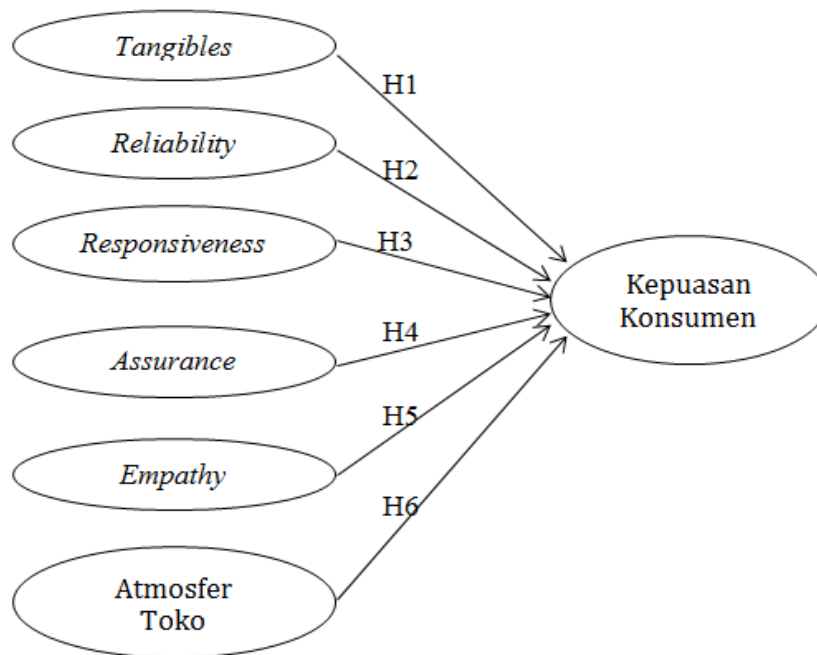 Tangibles
H1
Reliability
H2
Responsiveness
H3
Kepuasan
Konsumen
Assurance
H4
Empathy
H5
H6
Atmosfer
Toko